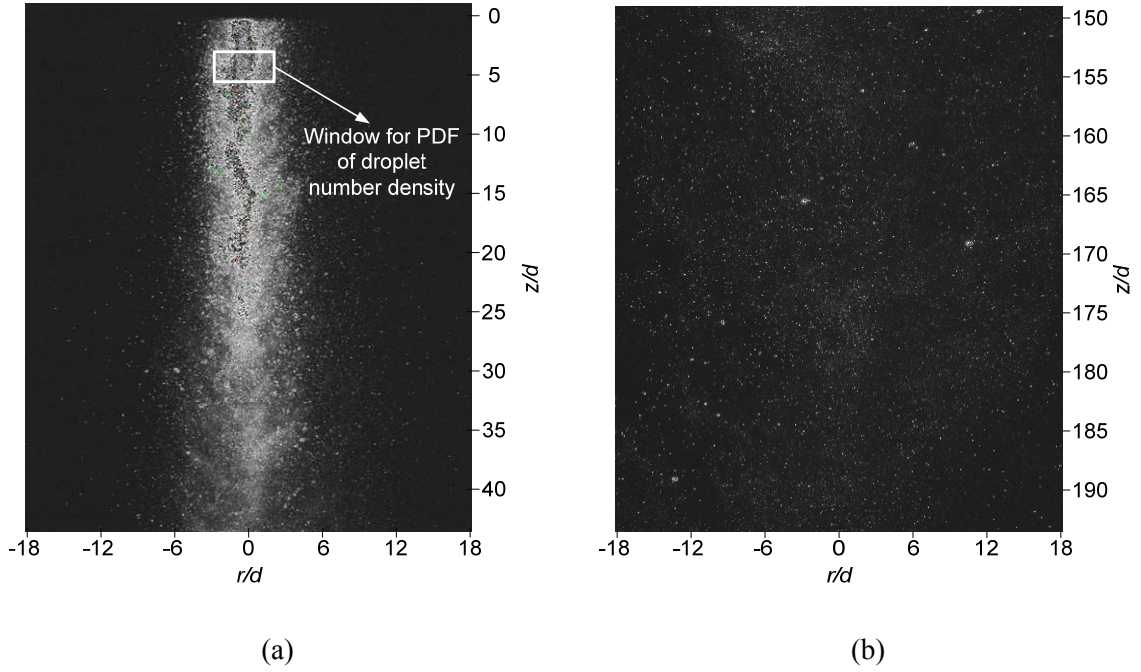 0
5
10
15
20
25
30
35
40
z/d
Window for PDF
of droplet
number density
-18 -12 -6 0 6 12 18
r/d
(a)
150
155
160
165
170
175
180
185
190
z/d
-18 -12 -6 0 6 12 18
r/d
(b)